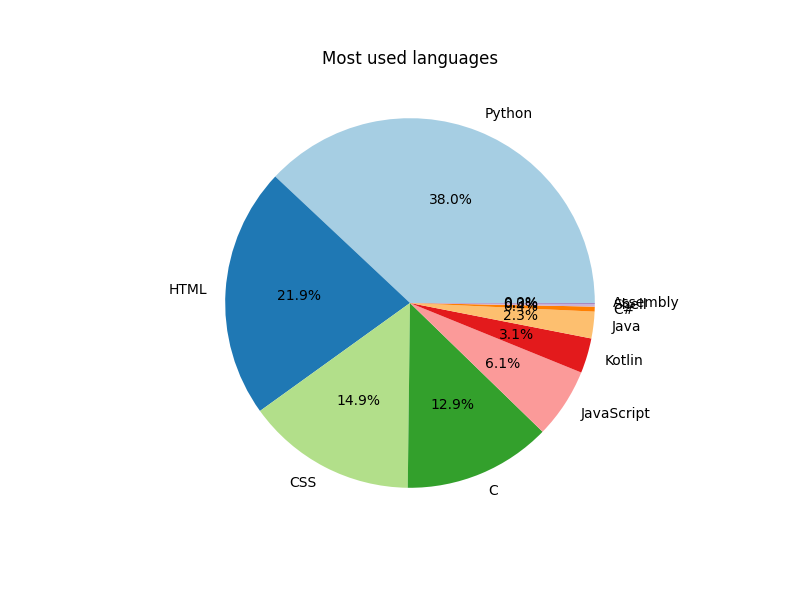 Most used languages
Python
38.0%
HTML
21.9%
CSS
14.9%
C
12.9%
JavaScript
6.1%
Kotlin
3.1%
Java
2.3%
C#
Shell
Assembly